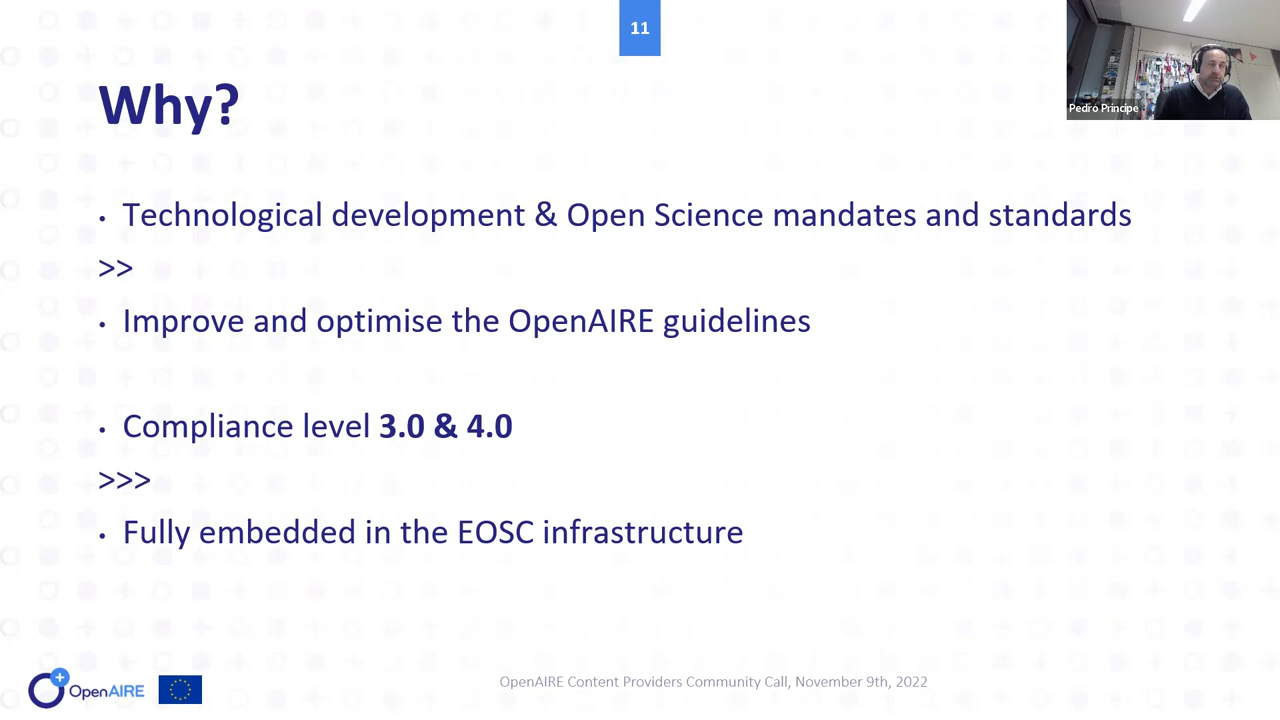 11
Pedro Príncipe
Why?
• Technological development & Open Science mandates and standards
>>
• Improve and optimise the OpenAIRE guidelines
• Compliance level 3.0 & 4.0
>>>
• Fully embedded in the EOSC infrastructure
OpenAIRE
OpenAIRE Content Providers Community Call, November 9th, 2022